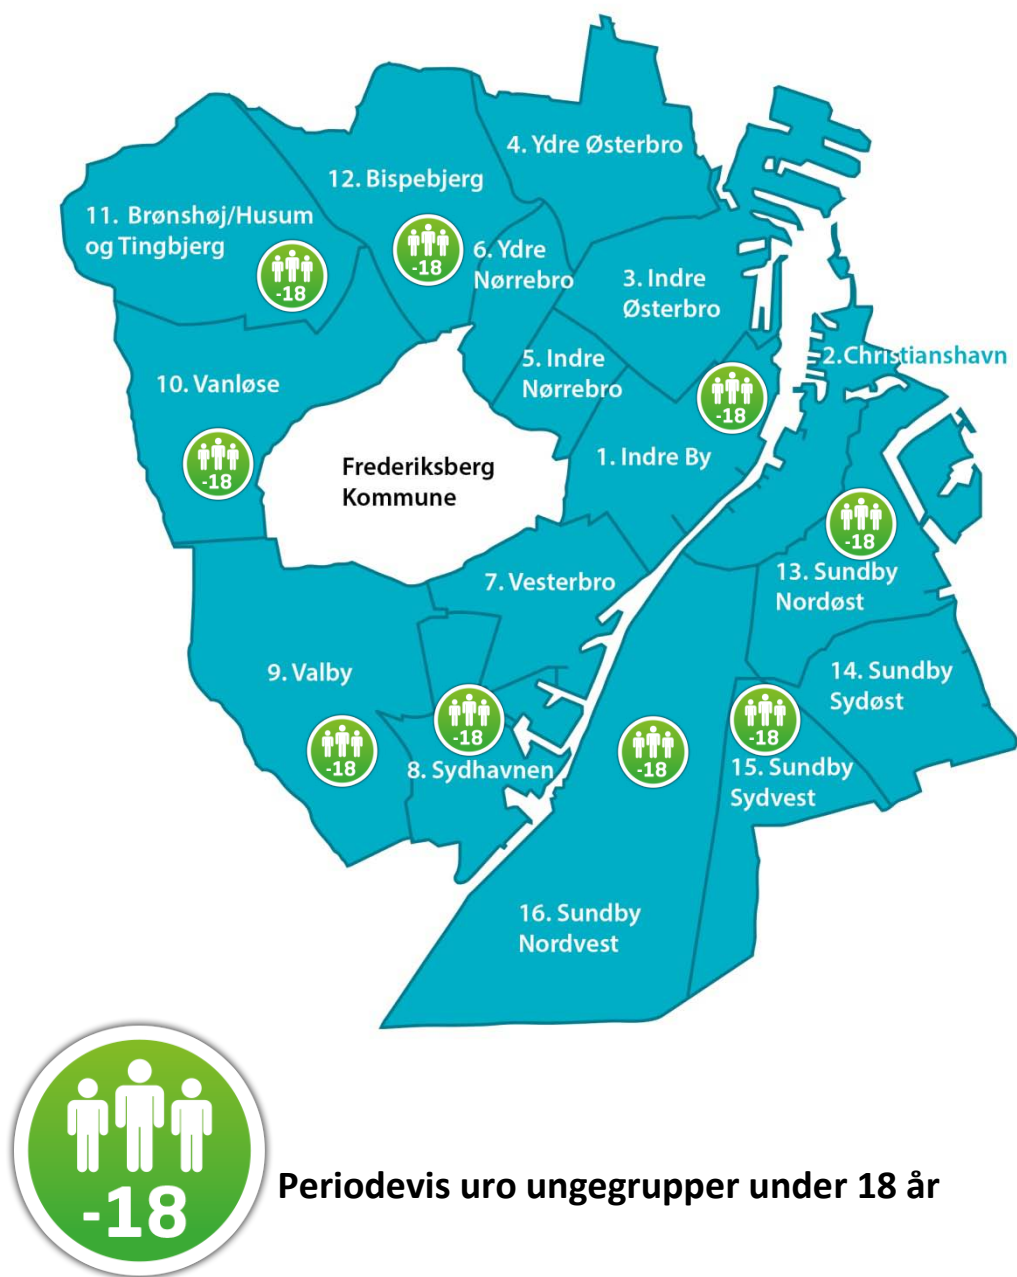 4. Ydre Østerbro
12. Bispebjerg
11. Brønshøj/Husum
og Tingbjerg
-18
-18
6. Ydre
Nørrebro
3. Indre
Østerbro
2.Christianshavn
5. Indre
Nørrebro
10. Vanløse
-18
-18
1. Indre By
Frederiksberg
Kommune
-18
13. Sundby
Nordøst
7. Vesterbro
9. Valby
14. Sundby
Sydøst
-18
-18
-18
-18
8. Sydhavnen
15. Sundby
Sydvest
16. Sundby
Nordvest
-18
Periodevis uro ungegrupper under 18 år